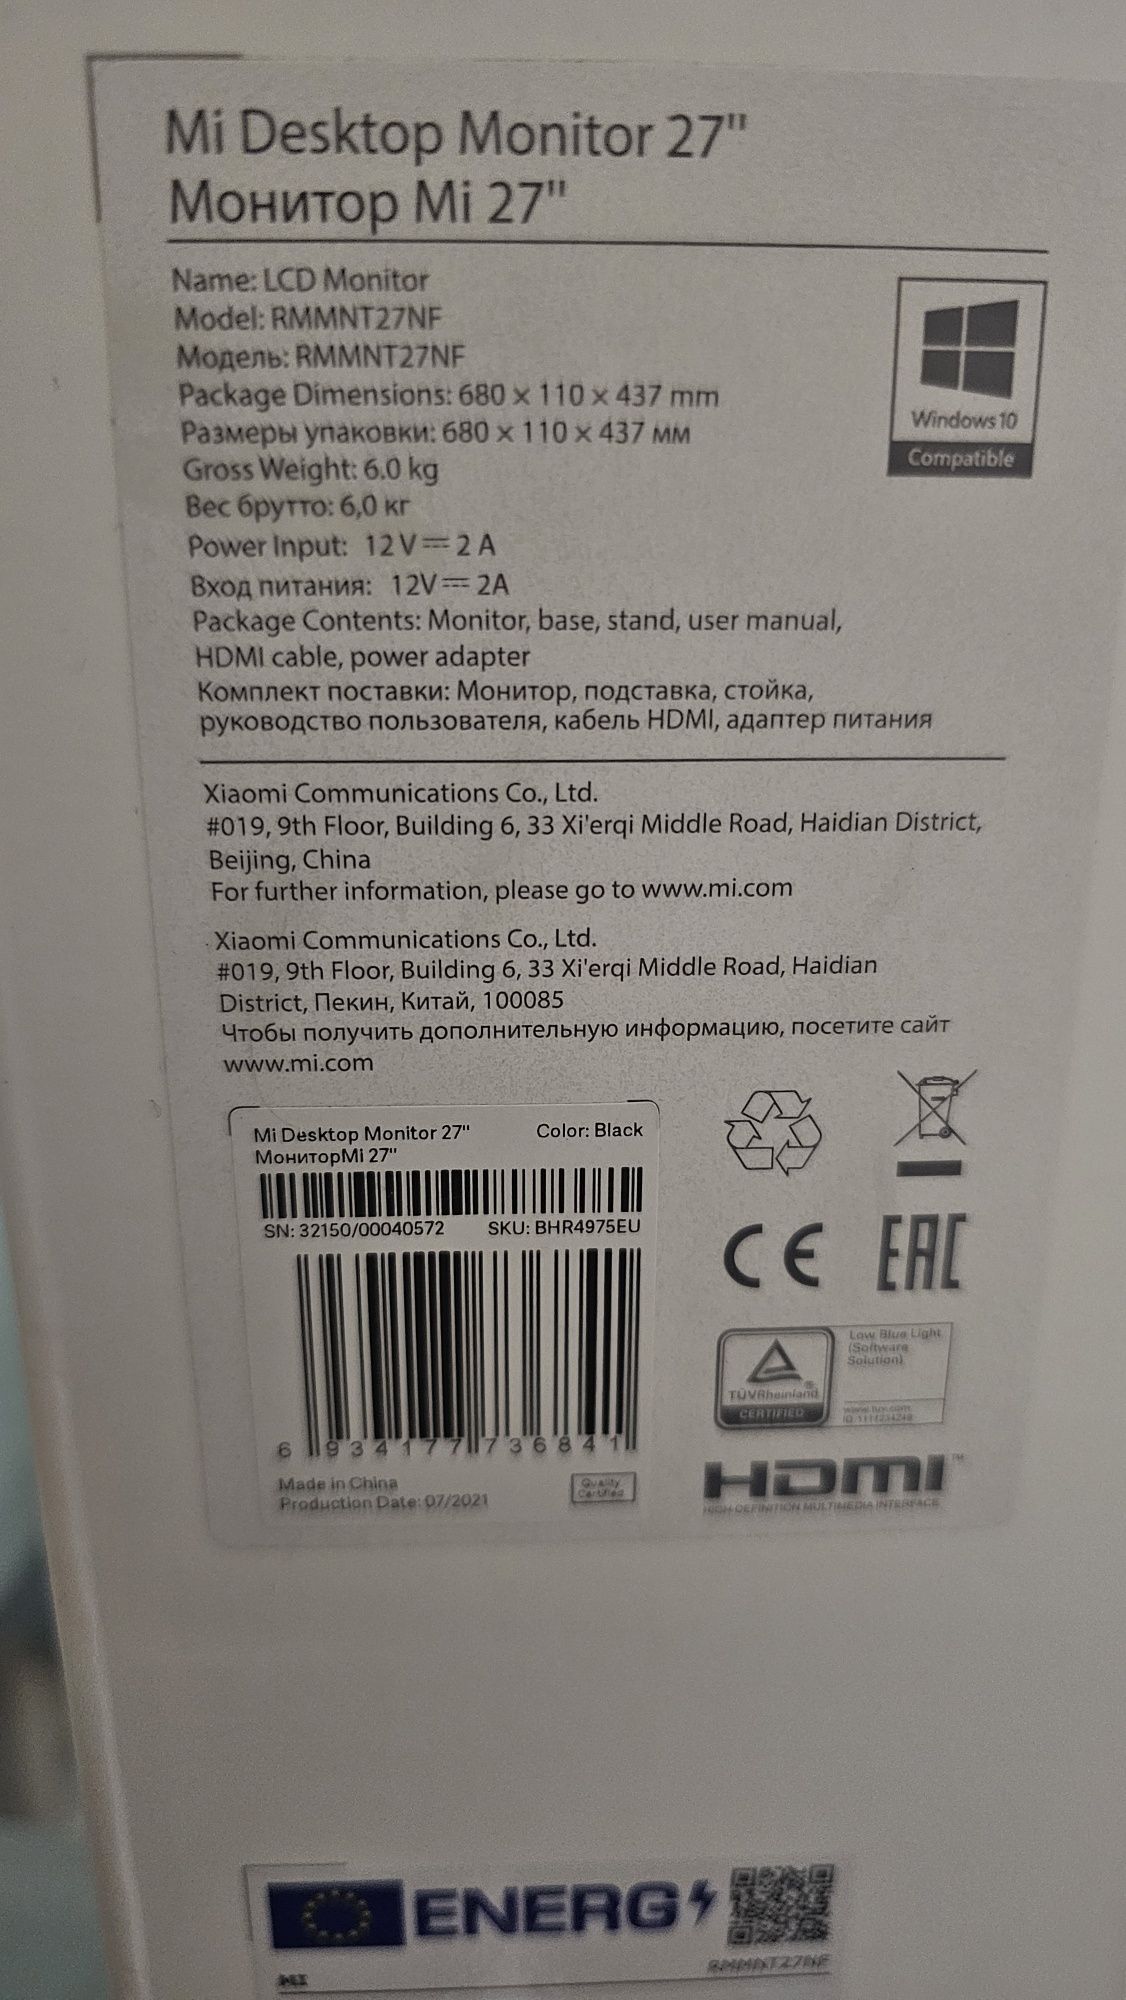 Mi Desktop Monitor 27"
Монитор Mi 27"
Name: LCD Monitor
Model: RMMNT27NF
Модель: RMMNT27NF
Package Dimensions: 680 × 110 × 437 mm
Размеры упаковки: 680 × 110 × 437 мм
Gross Weight: 6.0 kg
Вес брутто: 6,0 кг
Power Input: 12 V⎓2 A
Вход питания: 12V⎓2A
Package Contents: Monitor, base, stand, user manual,
HDMI cable, power adapter
Комплект поставки: Монитор, подставка, стойка,
руководство пользователя, кабель HDMI, адаптер питания
Windows 10
Compatible
Xiaomi Communications Co., Ltd.
#019, 9th Floor, Building 6, 33 Xi'erqi Middle Road, Haidian District,
Beijing, China
For further information, please go to www.mi.com
Xiaomi Communications Co., Ltd.
#019, 9th Floor, Building 6, 33 Xi'erqi Middle Road, Haidian
District, Пекин, Китай, 100085
Чтобы получить дополнительную информацию, посетите сайт
www.mi.com
Mi Desktop Monitor 27" Color: Black
МониторMi 27"
SN: 32150/00040572 SKU: BHR4975EU
6 934177 736841
Made in China
Production Date: 07/2021
Quality
Certified
CE EAC
TÜVRheinland®
CERTIFIED
Low Blue Light
(Software
Solution)
www.tuv.com
HDMI™
HIGH-DEFINITION MULTIMEDIA INTERFACE
ENERG
MI
RMMNT27NF